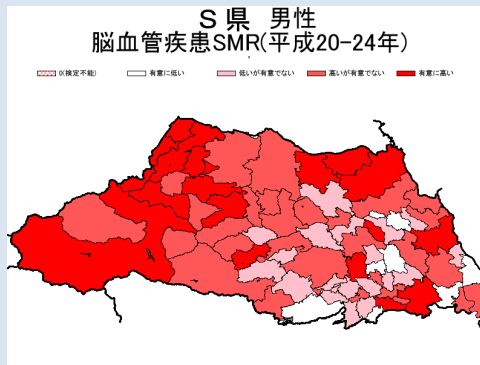 S県 男性
脳血管疾患SMR(平成20-24年)
0(検定不能) 有意に低い 低いが有意でない 高いが有意でない 有意に高い